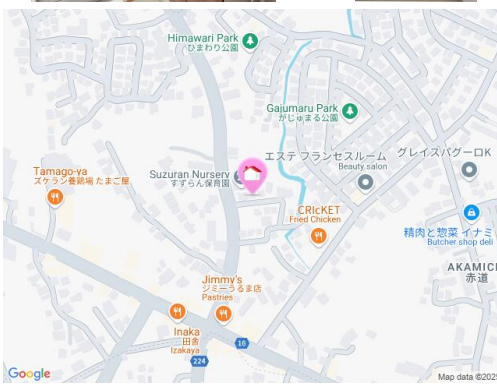 Himawari Park
ひまわり公園
Gajumaru Park
がじゅまる公園
エステ フランセスルーム
Beauty salon
グレイスバグーロK
Suzuran Nursery
すずらん保育園
Tamago-ya
ズケラン養鶏場 たまご屋
CRIcKET
Fried Chicken
精肉と惣菜 イナミ
Butcher shop deli
AKAMICHI
赤道
Jimmy's
ジミーうるま店
Pastries
Inaka
田舎
Izakaya
16
224
Google
Map data ©2025